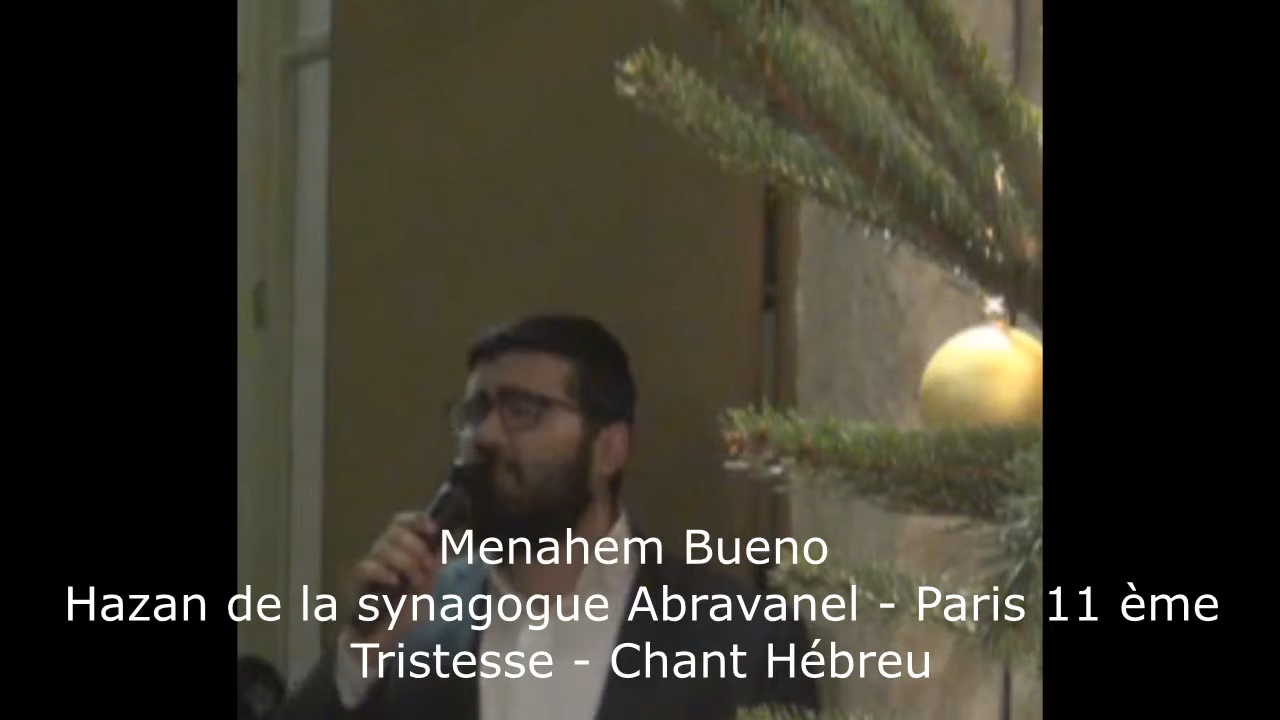 Menahem Bueno
Hazan de la synagogue Abravanel - Paris 11 ème
Tristesse - Chant Hébreu